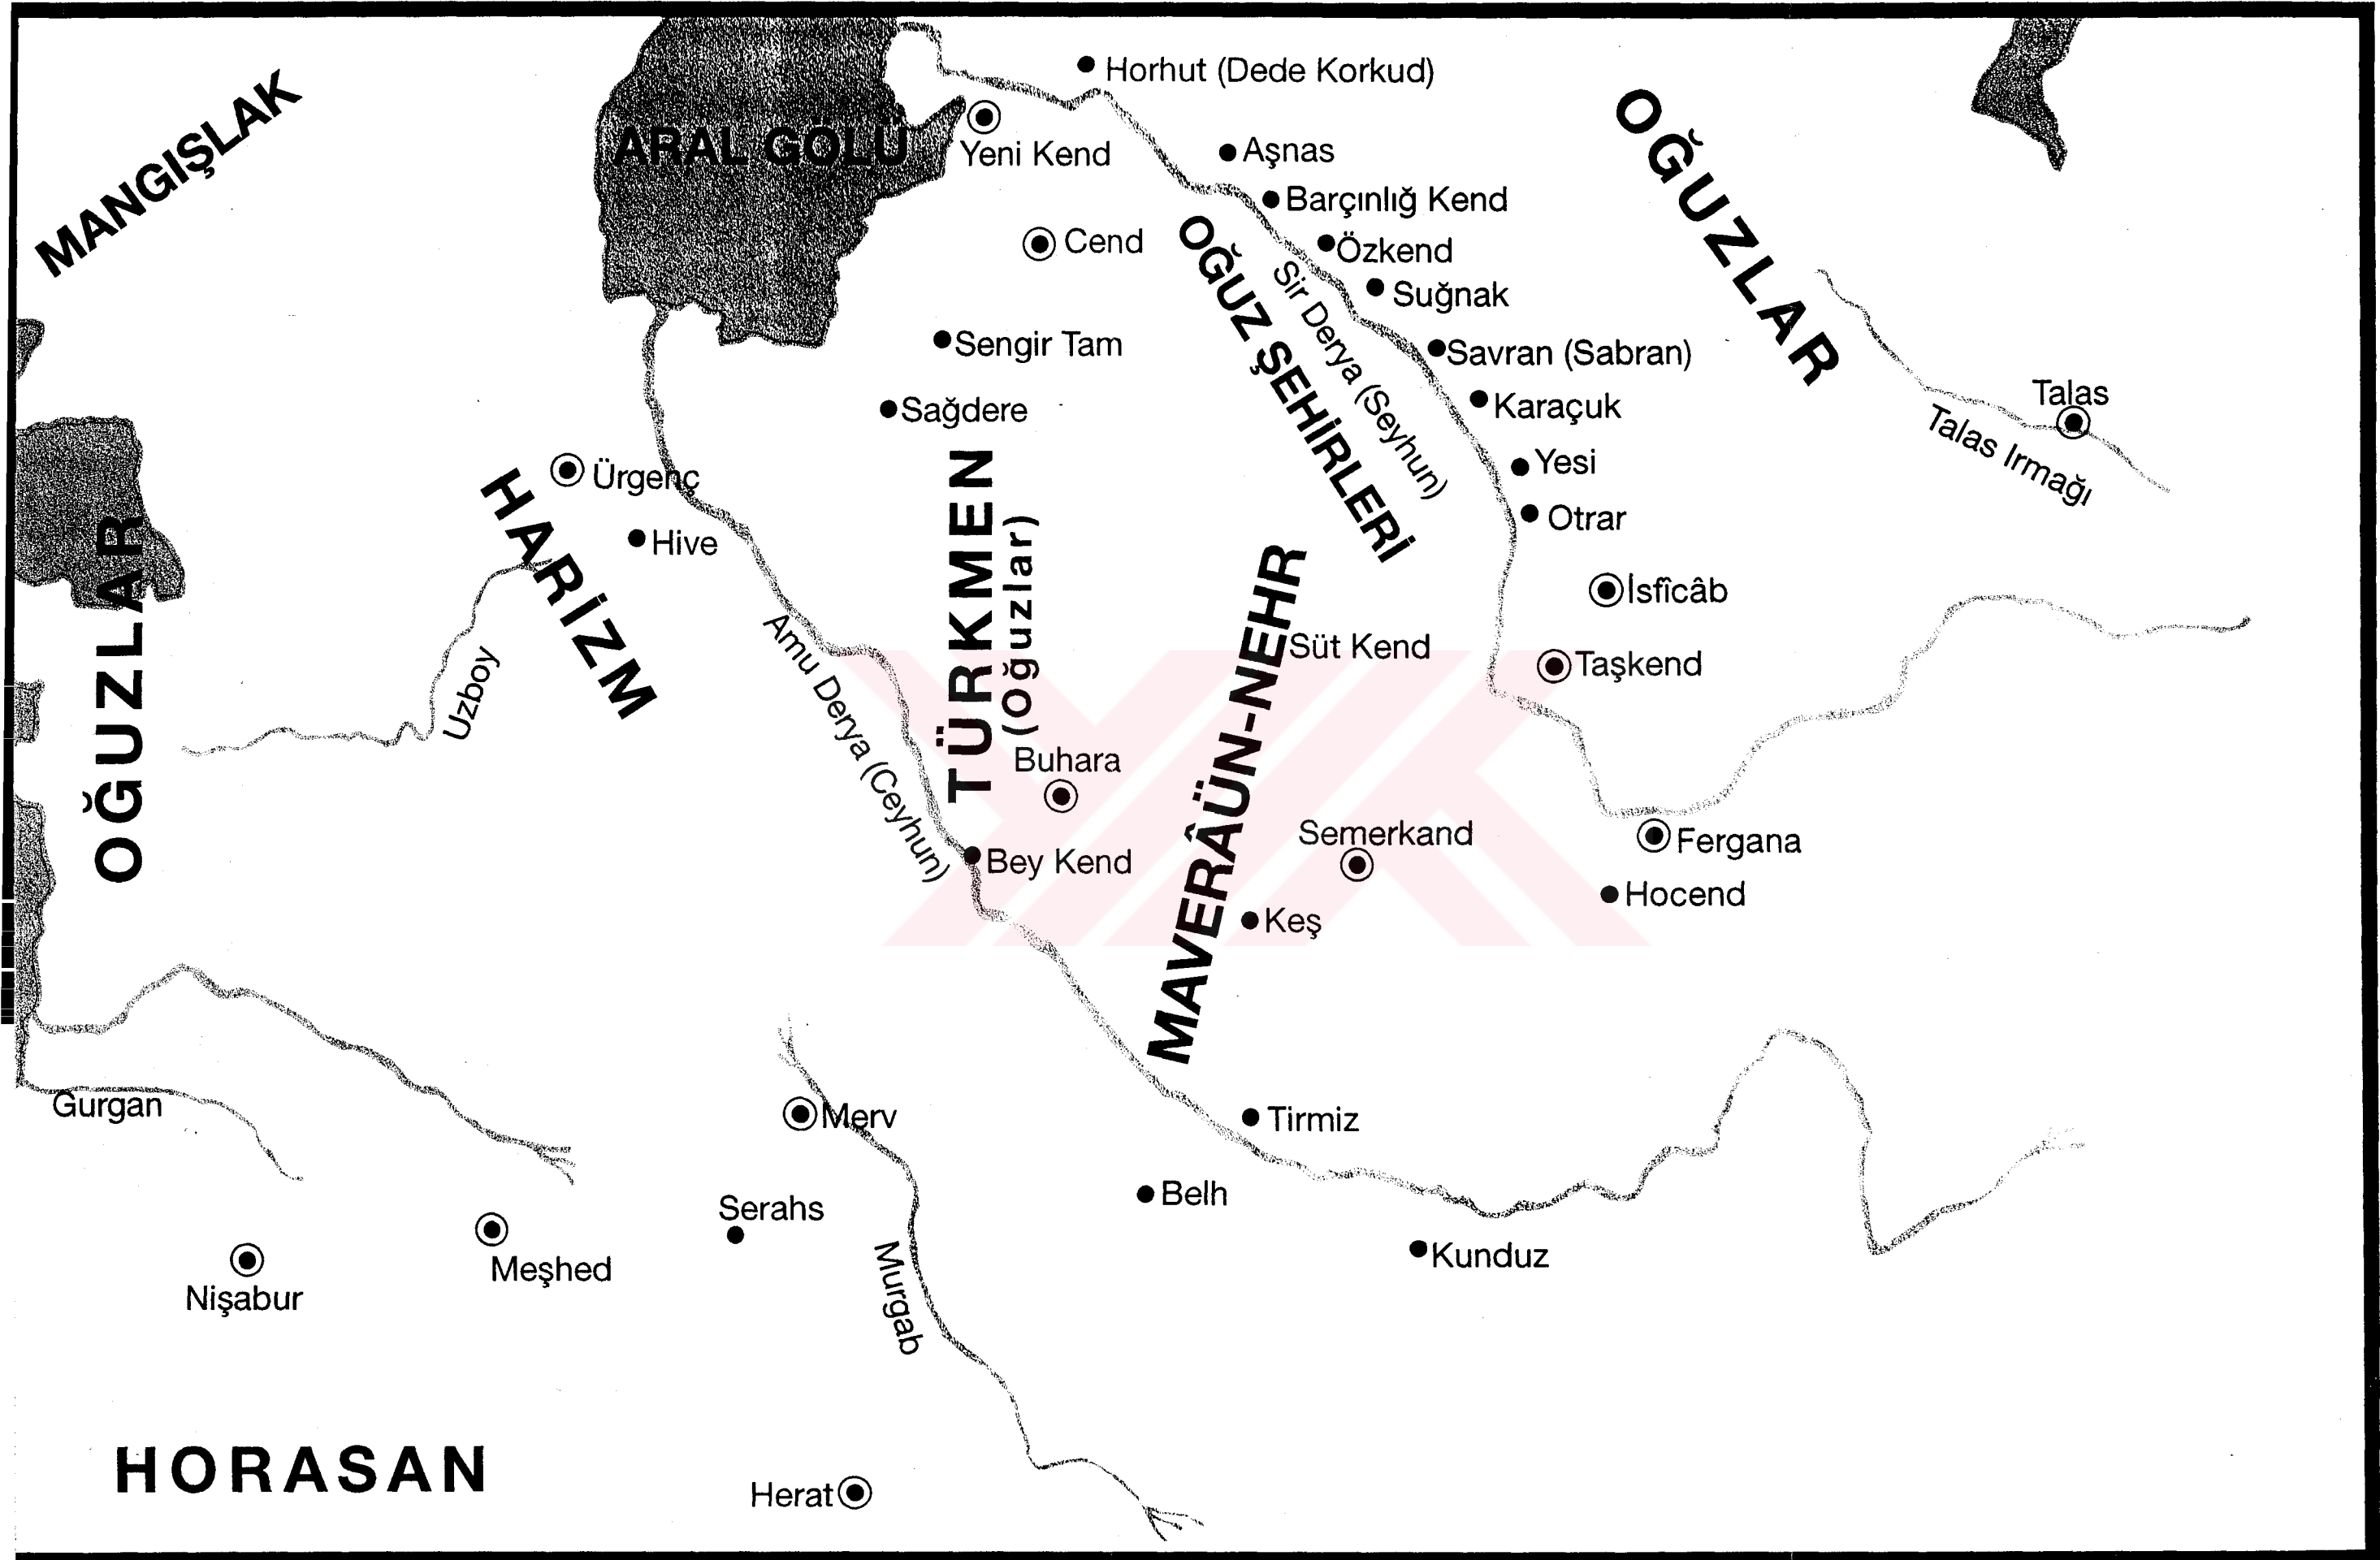 Horhut (Dede Korkud)
MANGIŞLAK
OĞUZLAR
ARAL GÖLÜ
Yeni Kend
Aşnas
Barçınlığ Kend
Cend
Özkend
OĞUZ ŞEHİRLERİ
Sir Derya (Seyhun)
Suğnak
Sengir Tam
Savran (Sabran)
Talas
Sağdere
Karaçuk
Talas Irmağı
Ürgenç
Yesi
HARİZM
Hive
TÜRKMEN
(Oğuzlar)
Otrar
OĞUZLAR
İsfîcâb
MAVERÂÜN-NEHR
Süt Kend
Taşkend
Uzboy
Amu Derya (Ceyhun)
Buhara
Semerkand
Fergana
Bey Kend
Hocend
Keş
Gurgan
Merv
Tirmiz
Belh
Serahs
Meşhed
Murgab
Kunduz
Nişabur
HORASAN
Herat